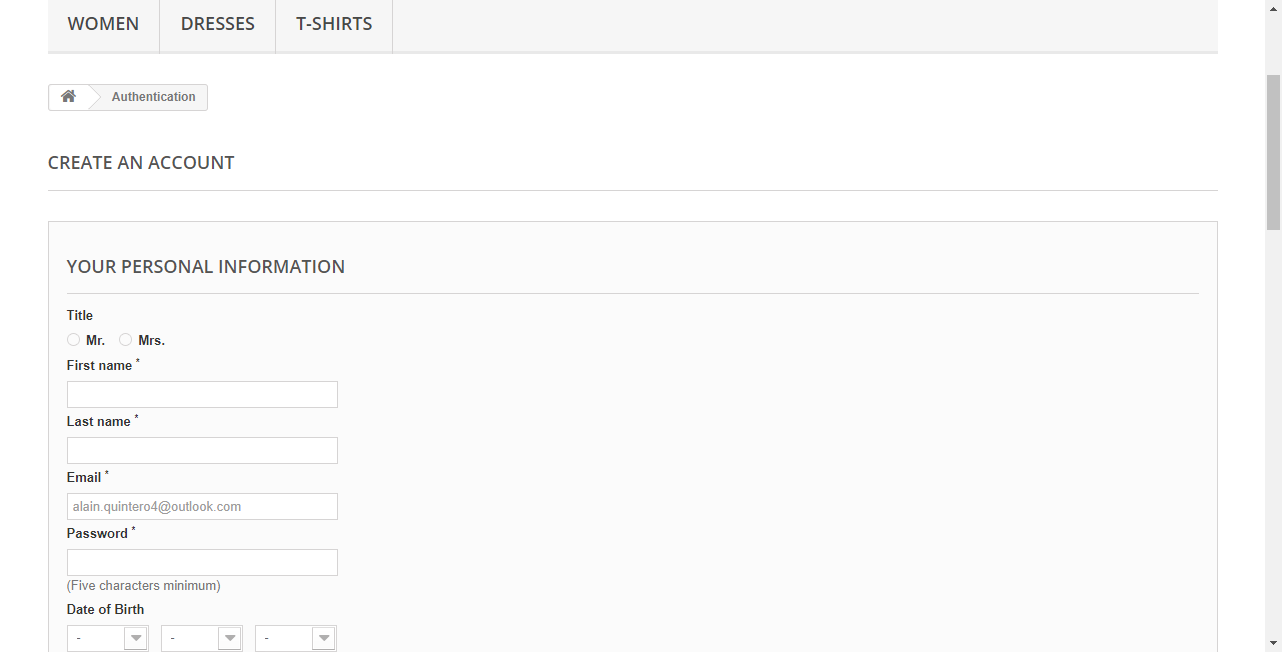 WOMEN DRESSES T-SHIRTS
Authentication
CREATE AN ACCOUNT
YOUR PERSONAL INFORMATION
Title
Mr. Mrs.
First name *
Last name *
Email *
alain.quintero4@outlook.com
Password *
(Five characters minimum)
Date of Birth
- - -